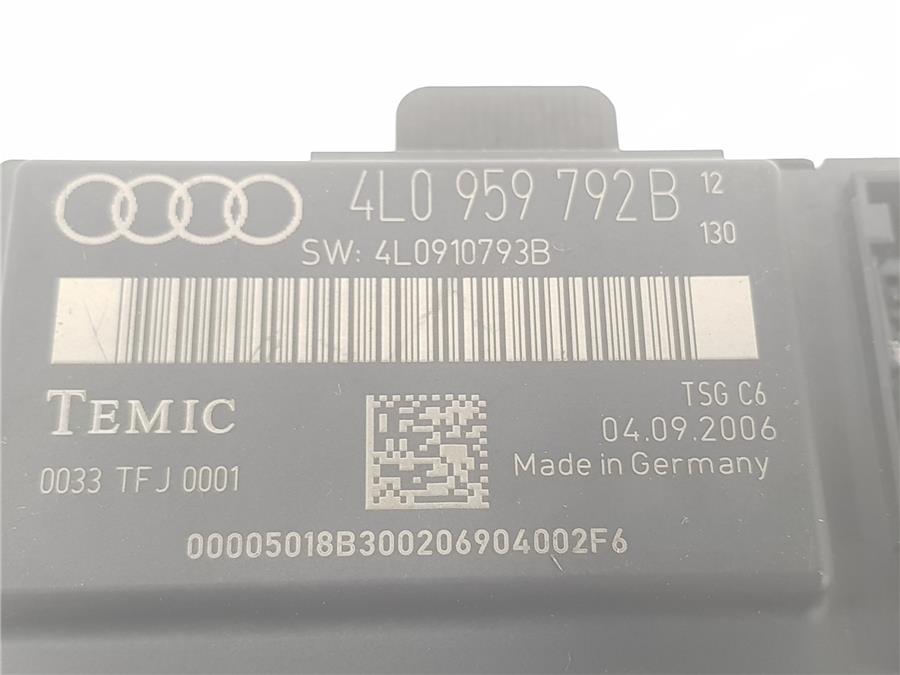 4L0 959 792B 12
130
SW: 4L0910793B
TEMIC
TSG C6
04.09.2006
0033 TFJ 0001
Made in Germany
00005018B300206904002F6